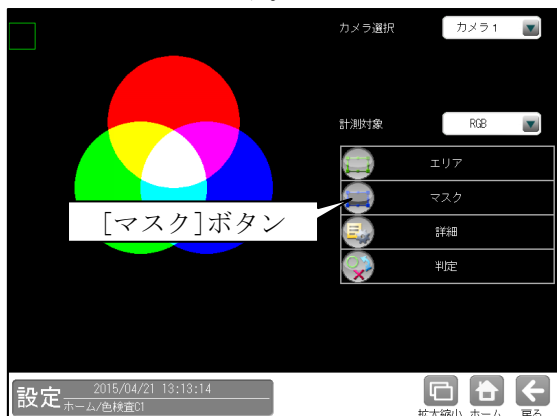 カメラ選択
カメラ1
計測対象
RGB
エリア
マスク
[マスク]ボタン
詳細
判定
設定
2015/04/21 13:13:14
ホーム/色検査01
拡大縮小
ホーム
戻る